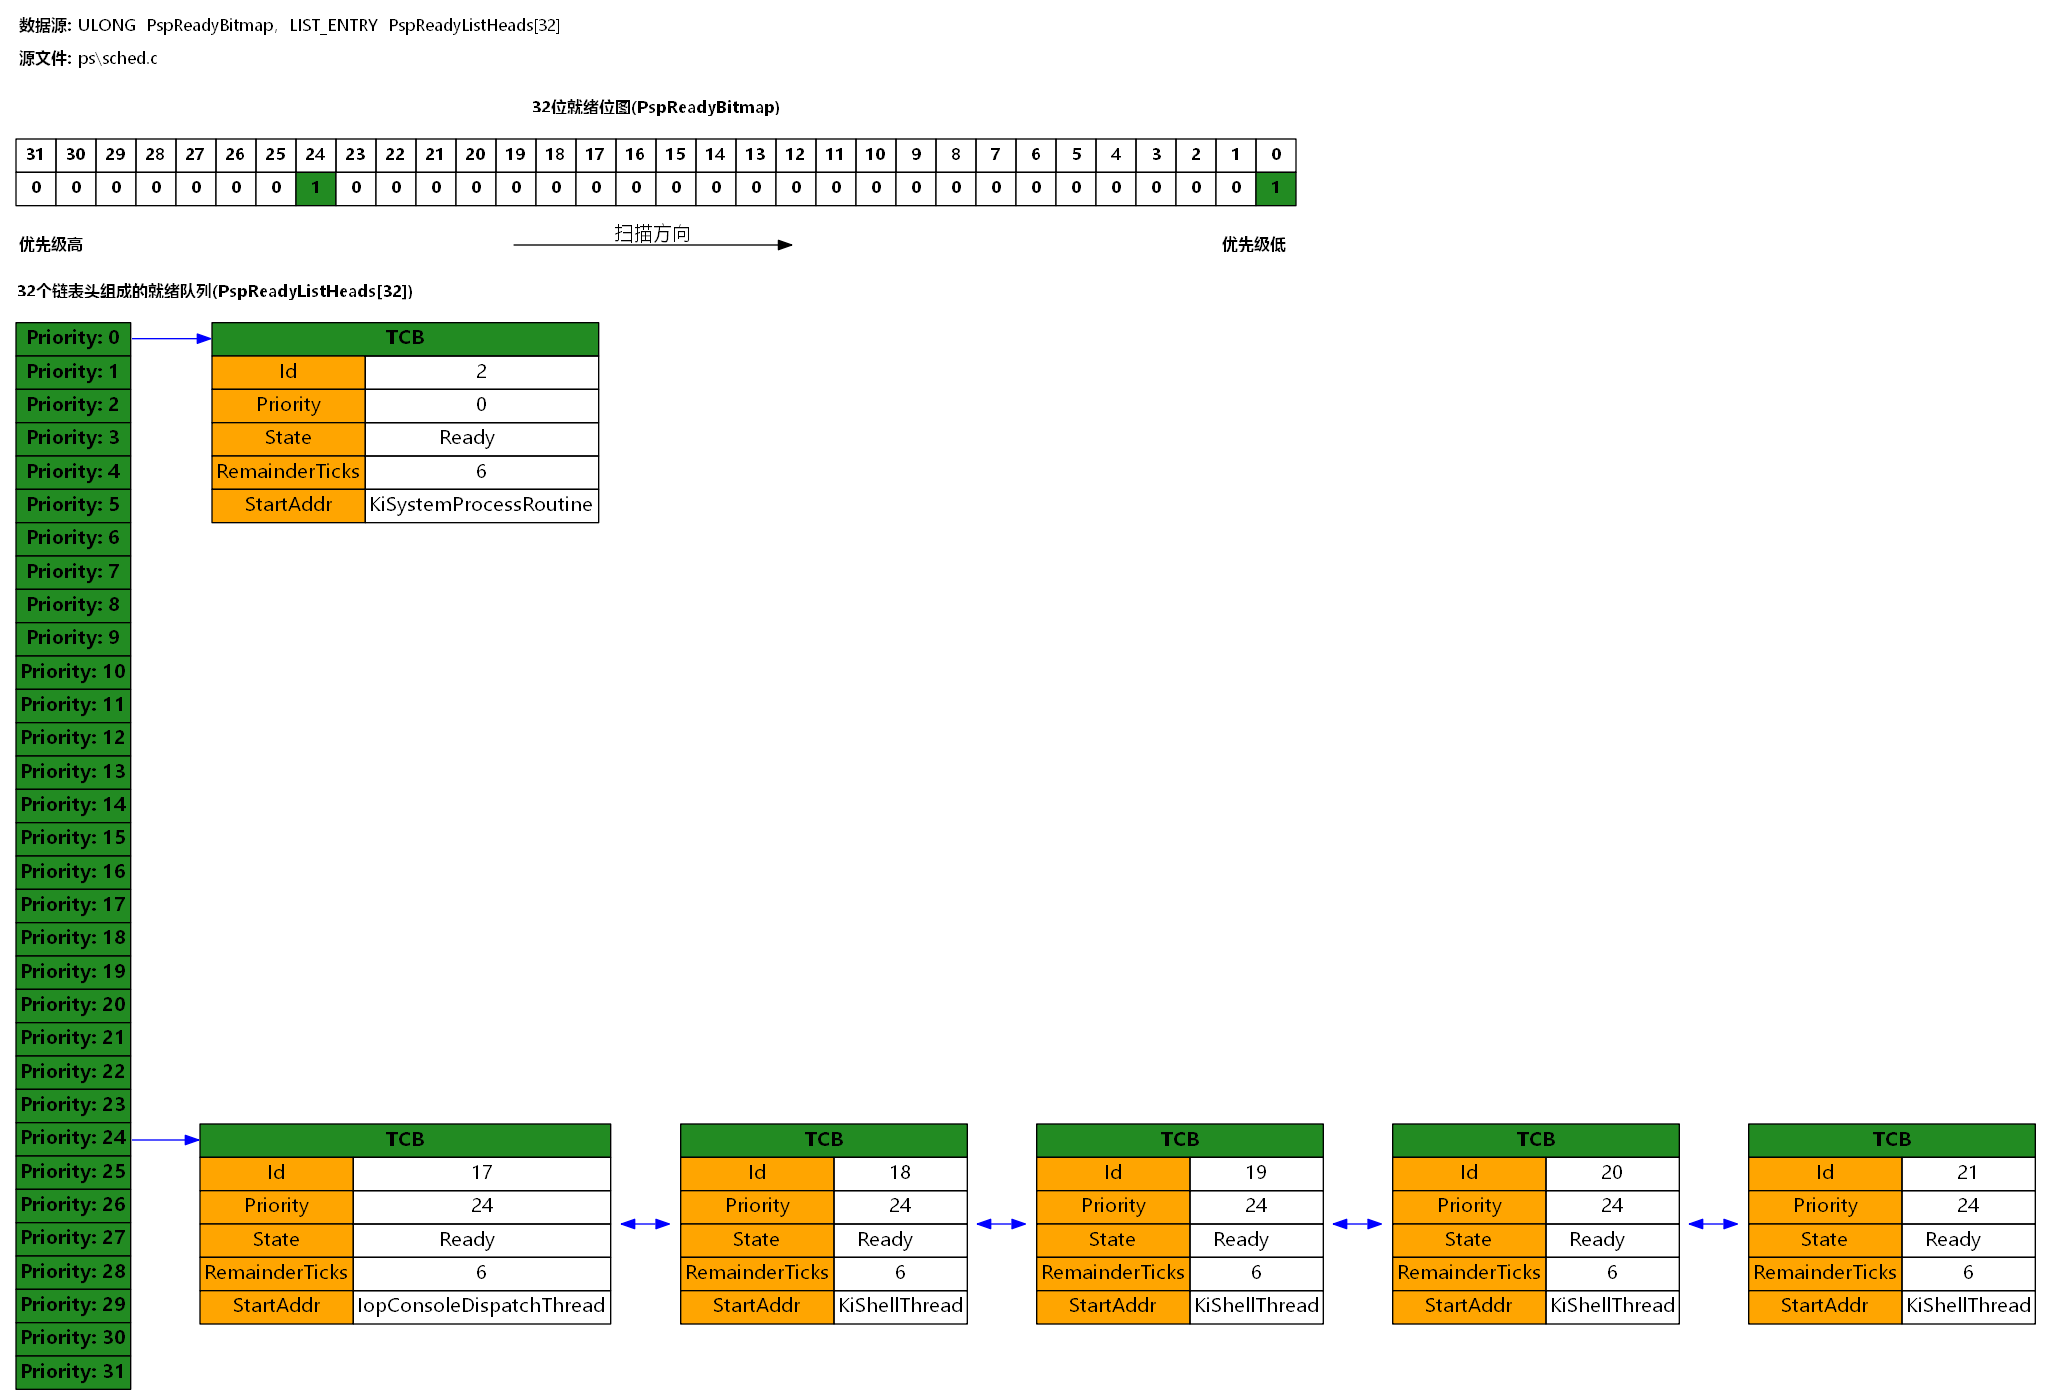 数据源: ULONG PspReadyBitmap, LIST_ENTRY PspReadyListHeads[32]
源文件: ps\sched.c
32位就绪位图(PspReadyBitmap)
31 30 29 28 27 26 25 24 23 22 21 20 19 18 17 16 15 14 13 12 11 10 9 8 7 6 5 4 3 2 1 0
0 0 0 0 0 0 0 1 0 0 0 0 0 0 0 0 0 0 0 0 0 0 0 0 0 0 0 0 0 0 0 1
扫描方向
优先级高 优先级低
32个链表头组成的就绪队列(PspReadyListHeads[32])
Priority: 0 TCB
Priority: 1 Id 2
Priority: 2 Priority 0
Priority: 3 State Ready
Priority: 4 RemainderTicks 6
Priority: 5 StartAddr KiSystemProcessRoutine
Priority: 6
Priority: 7
Priority: 8
Priority: 9
Priority: 10
Priority: 11
Priority: 12
Priority: 13
Priority: 14
Priority: 15
Priority: 16
Priority: 17
Priority: 18
Priority: 19
Priority: 20
Priority: 21
Priority: 22
Priority: 23
Priority: 24 TCB TCB TCB TCB TCB
Priority: 25 Id 17 Id 18 Id 19 Id 20 Id 21
Priority: 26 Priority 24 Priority 24 Priority 24 Priority 24 Priority 24
Priority: 27 State Ready State Ready State Ready State Ready State Ready
Priority: 28 RemainderTicks 6 RemainderTicks 6 RemainderTicks 6 RemainderTicks 6 RemainderTicks 6
Priority: 29 StartAddr IopConsoleDispatchThread StartAddr KiShellThread StartAddr KiShellThread StartAddr KiShellThread StartAddr KiShellThread
Priority: 30
Priority: 31